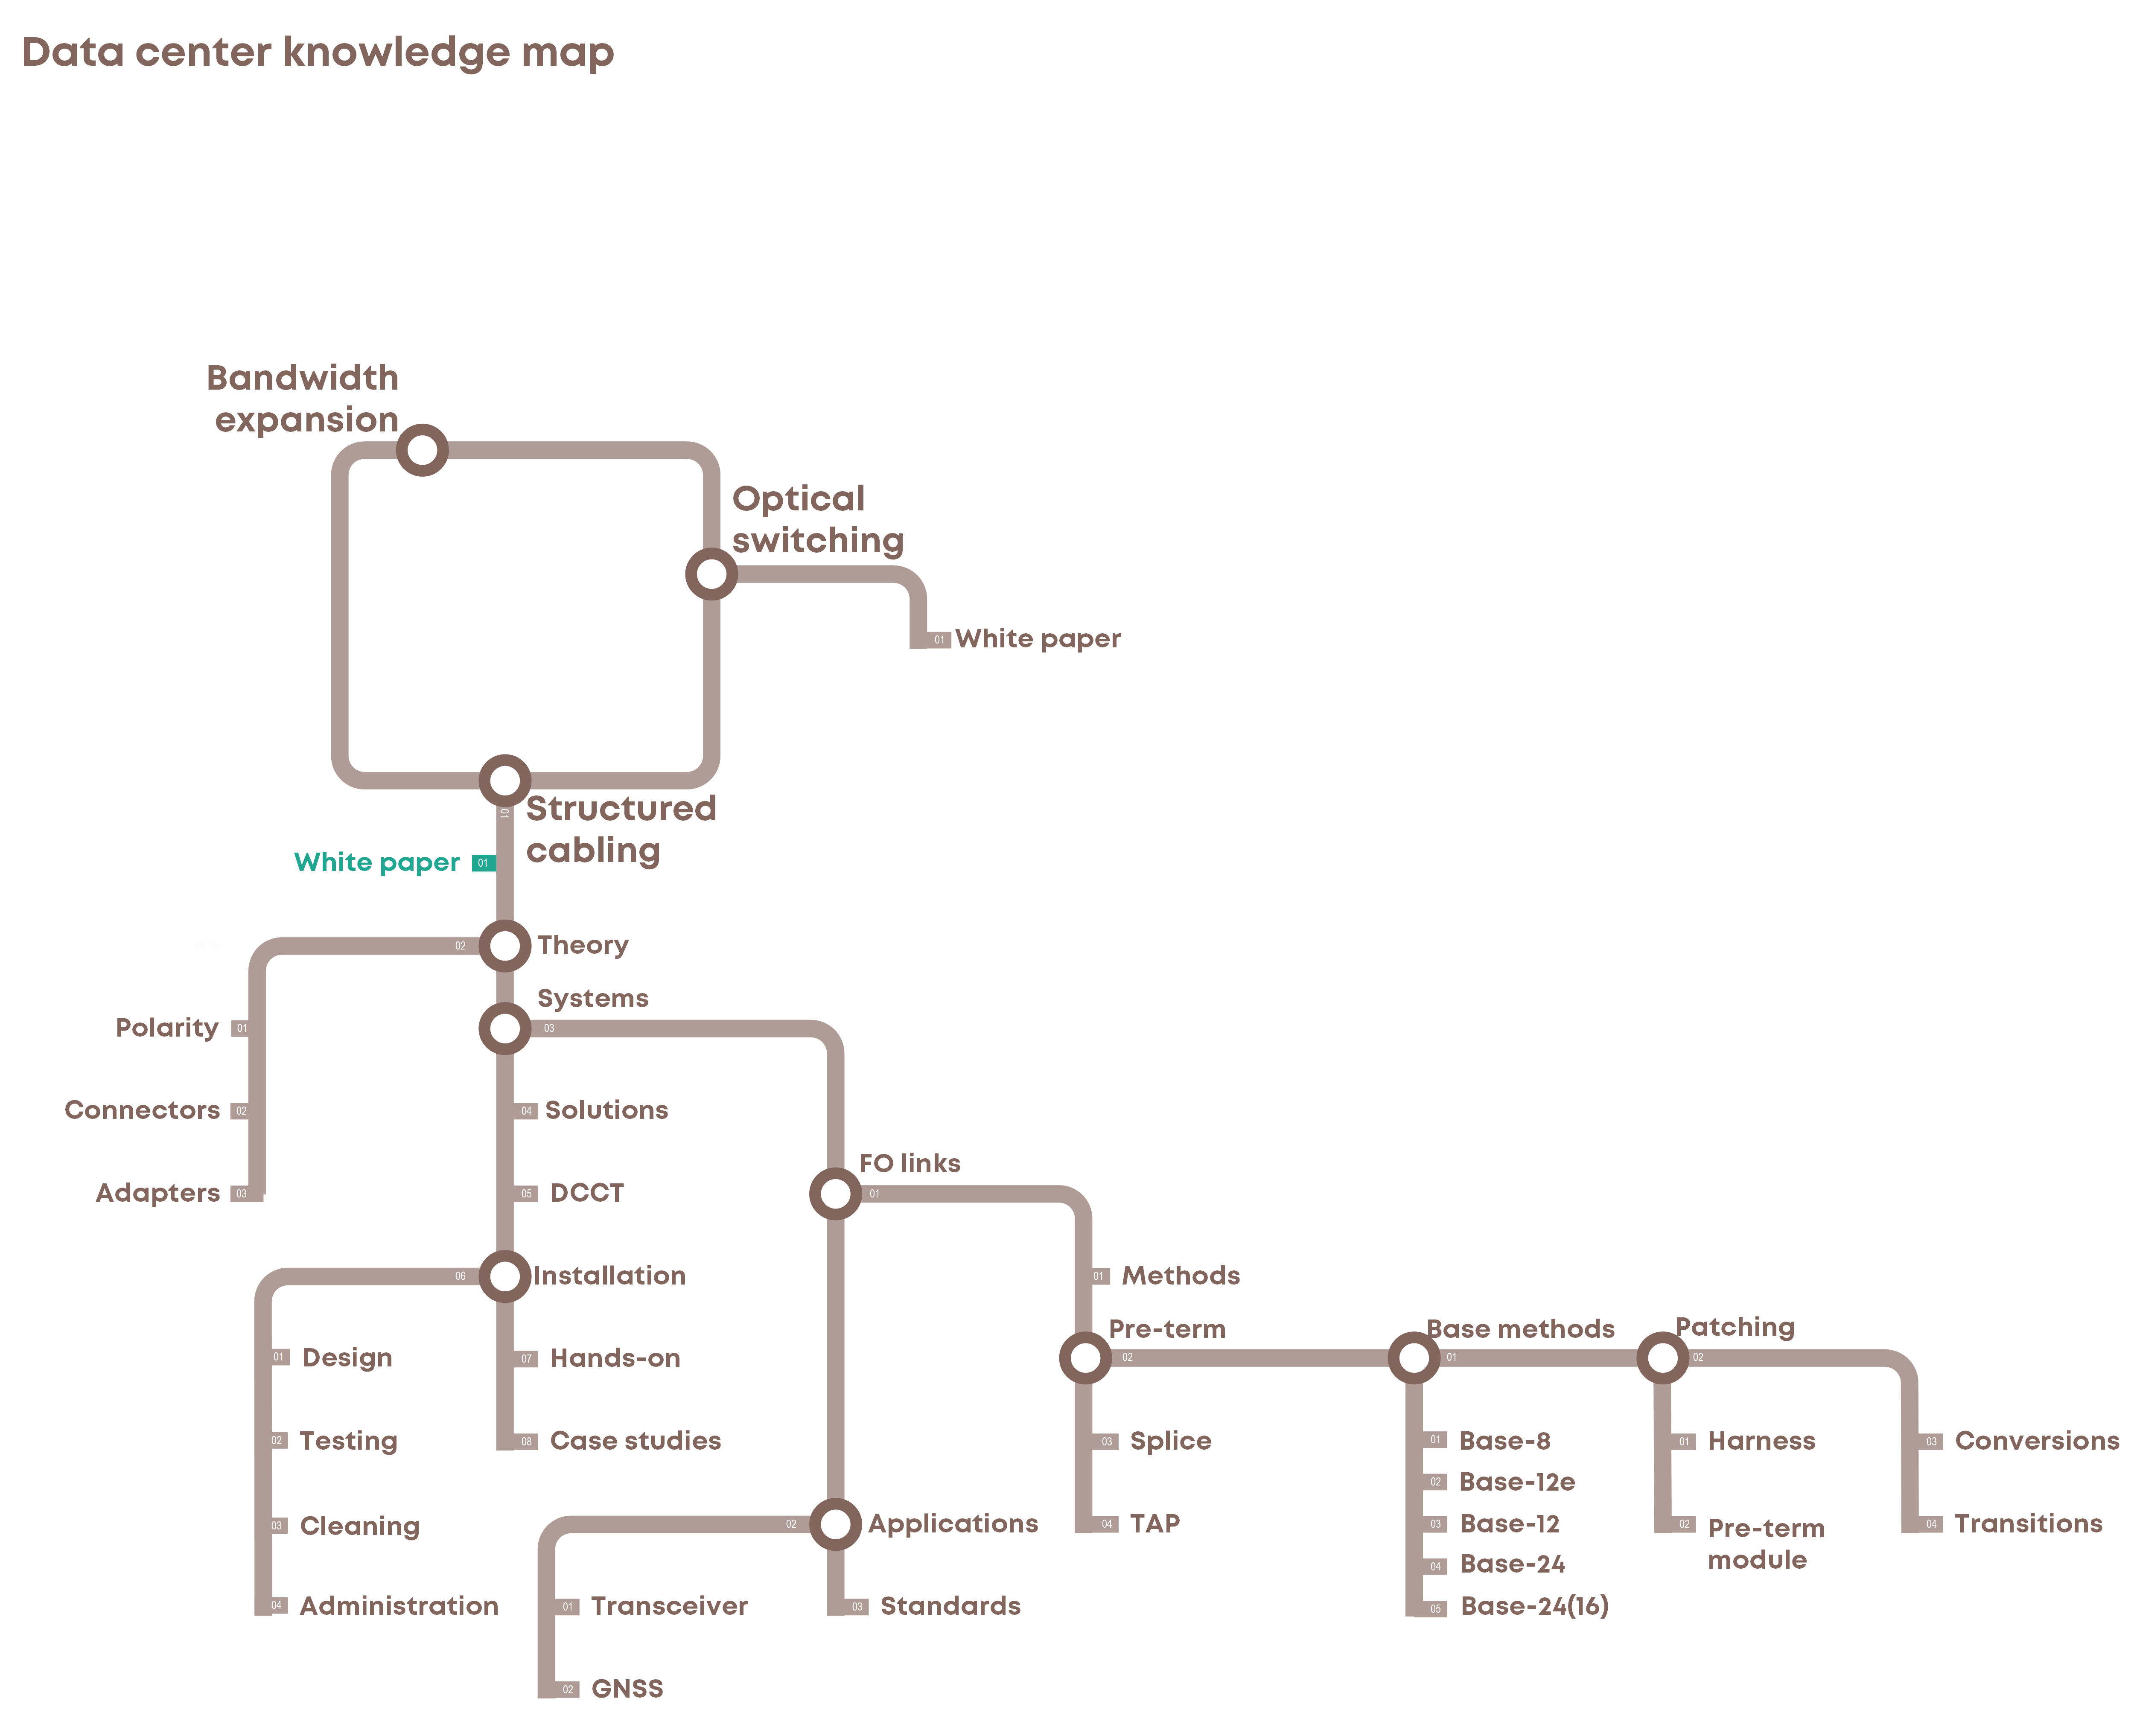 Data center knowledge map
Bandwidth
expansion
Optical
switching
01 White paper
01
Structured
cabling
White paper 01
02 Theory
Systems
03
Polarity 01
Connectors 02
04 Solutions
FO links
Adapters 03
05 DCCT
01
06 Installation
01 Methods
Pre-term
Base methods
Patching
01 Design
07 Hands-on
02
01
02
02 Testing
08 Case studies
03 Splice
01 Base-8
01 Harness
03 Conversions
02 Base-12e
03 Cleaning
02 Applications
04 TAP
03 Base-12
02 Pre-term
module
04 Transitions
04 Base-24
04 Administration
01 Transceiver
03 Standards
05 Base-24(16)
02 GNSS